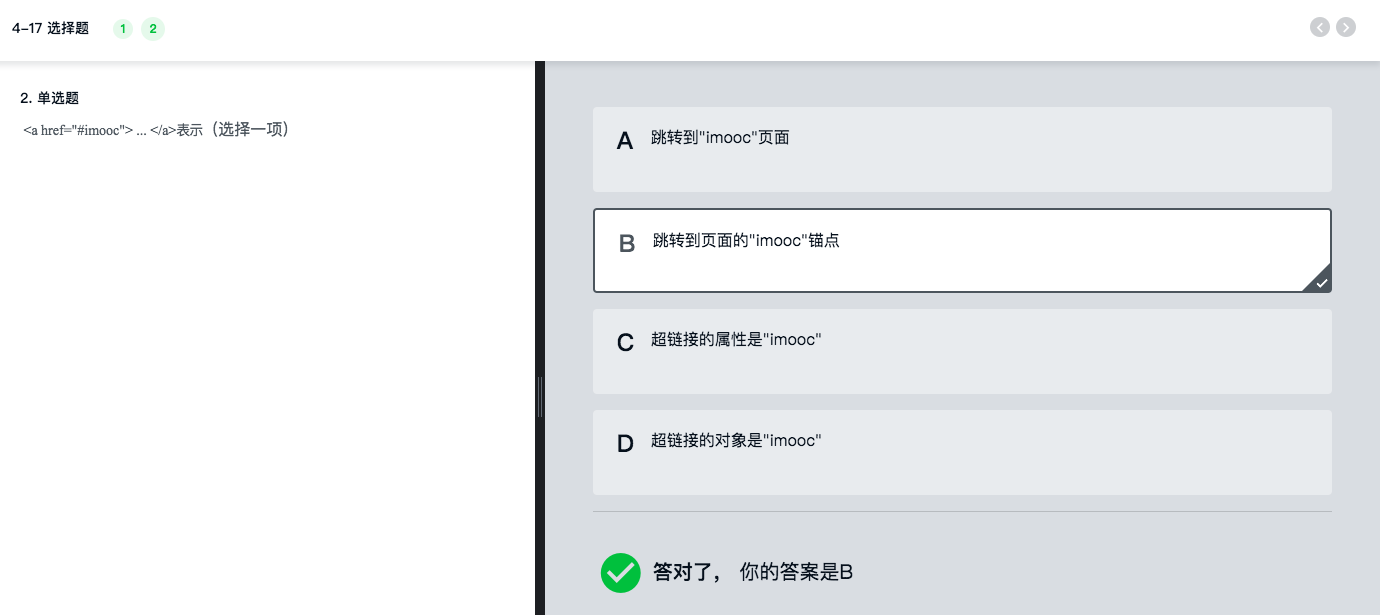 4-17 选择题 1 2
2. 单选题
<a href="#imooc"> ... </a>表示（选择一项）
A 跳转到"imooc"页面
B 跳转到页面的"imooc"锚点
C 超链接的属性是"imooc"
D 超链接的对象是"imooc"
答对了， 你的答案是B